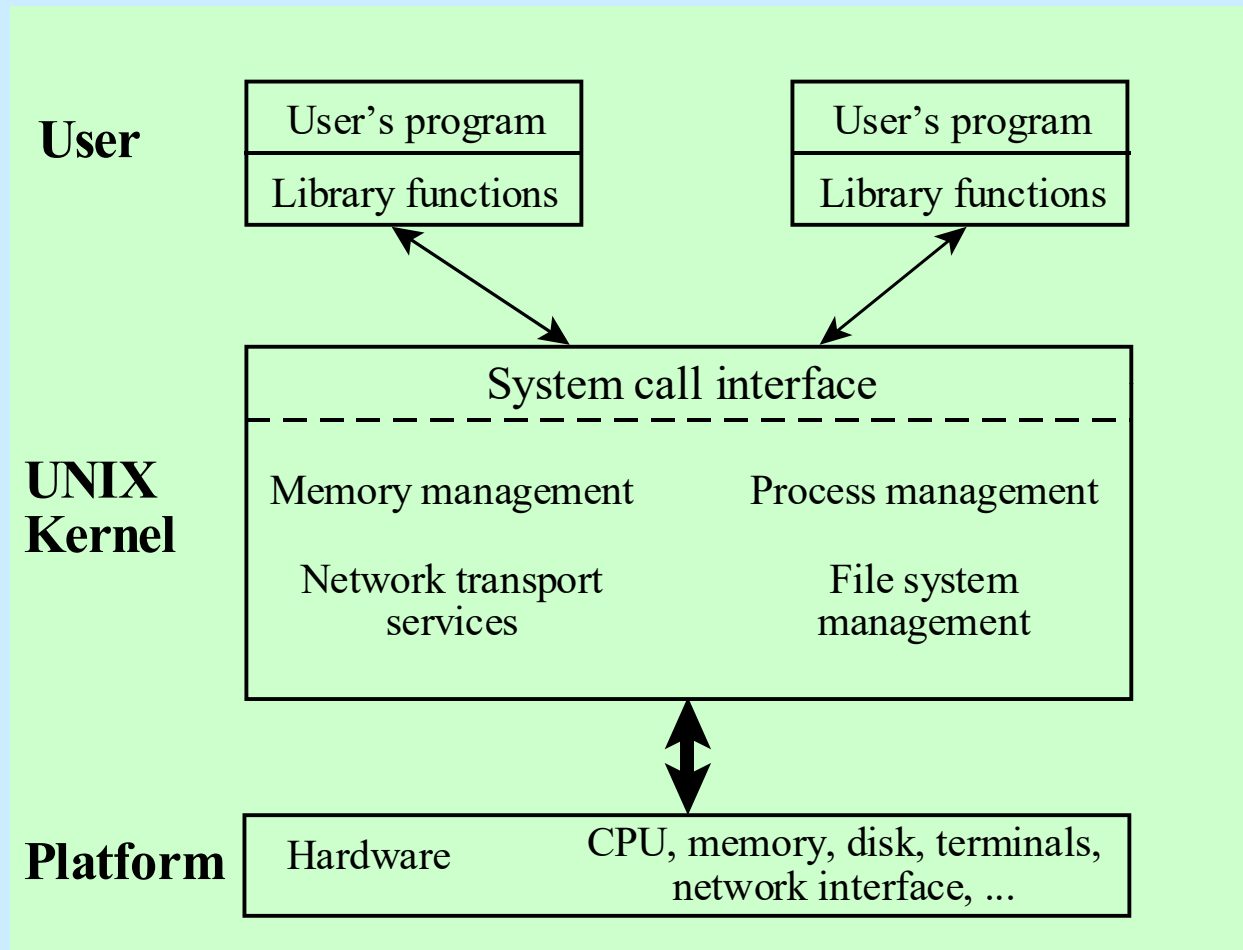 User
User’s program
User’s program
Library functions
Library functions
System call interface
UNIX
Kernel
Memory management
Process management
Network transport
services
File system
management
Platform
Hardware
CPU, memory, disk, terminals,
network interface, ...